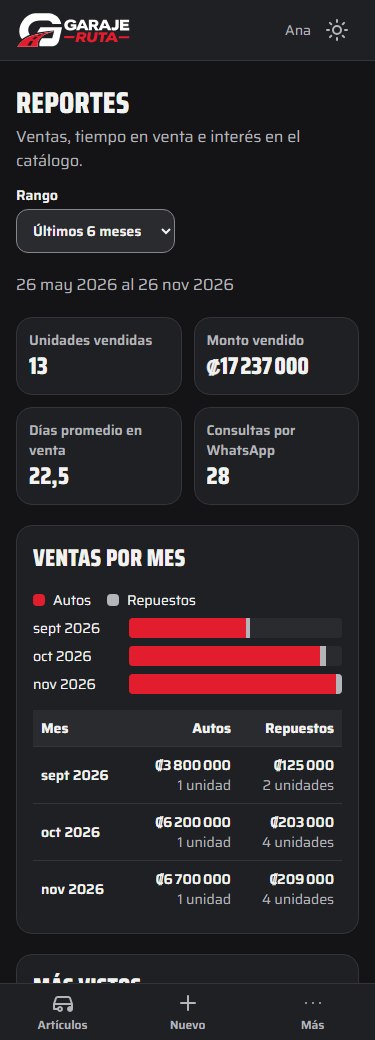 GARAJE
RUTA
Ana
REPORTES
Ventas, tiempo en venta e interés en el
catálogo.
Rango
Últimos 6 meses
26 may 2026 al 26 nov 2026
Unidades vendidas
13
Monto vendido
₡17 237 000
Días promedio en
venta
22,5
Consultas por
WhatsApp
28
VENTAS POR MES
Autos Repuestos
sept 2026
oct 2026
nov 2026
Mes Autos Repuestos
sept 2026 ₡3 800 000 ₡125 000
1 unidad 2 unidades
oct 2026 ₡6 200 000 ₡203 000
1 unidad 4 unidades
nov 2026 ₡6 700 000 ₡209 000
1 unidad 4 unidades
MÁS VISTOS
Artículos Nuevo Más